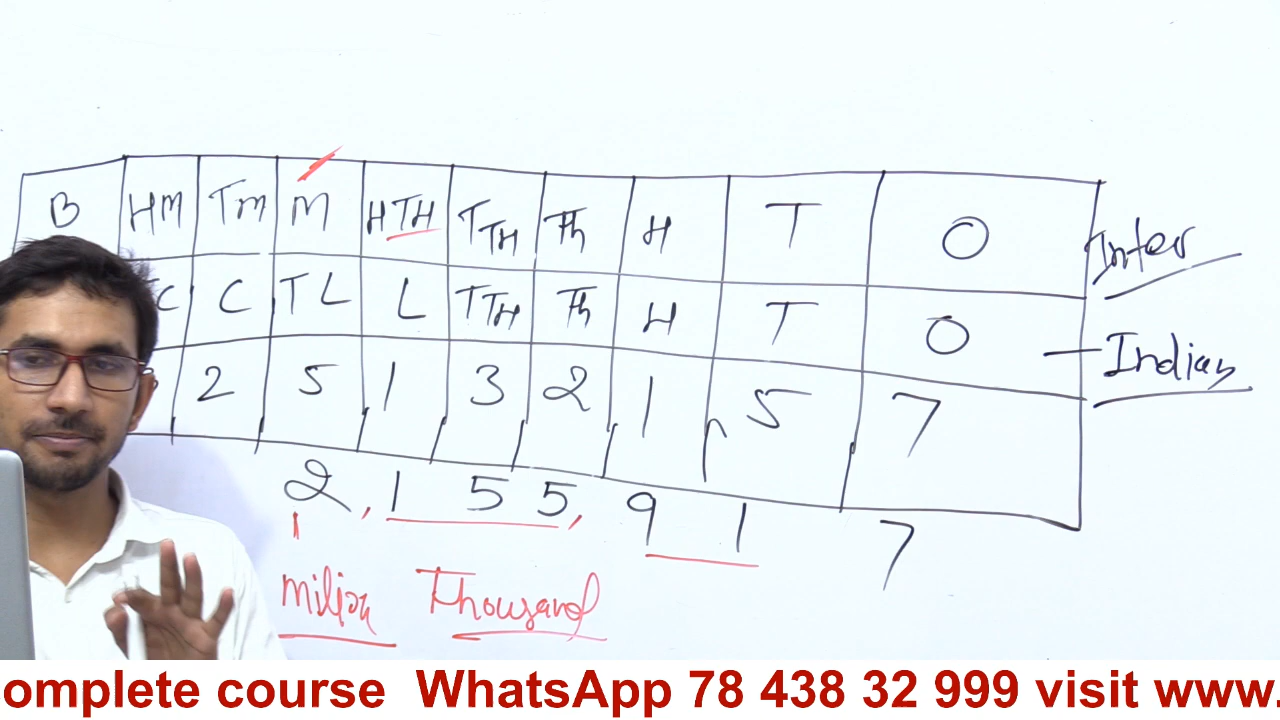 B HM Tm M HTH TTH Th H T O Inter
C C TL L TTH Th H T O Indian
2 5 1 3 2 1 5 7
2,1 5 5,9 1 7
Milion Thousand
omplete course WhatsApp 78 438 32 999 visit www.